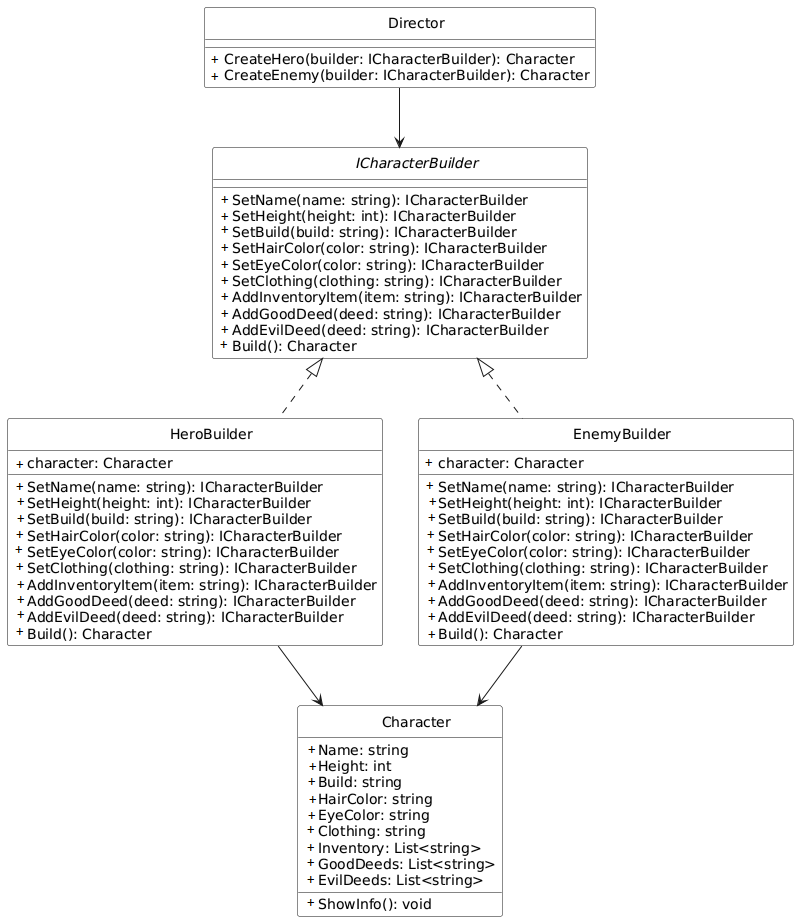 Director
+ CreateHero(builder: ICharacterBuilder): Character
+ CreateEnemy(builder: ICharacterBuilder): Character
ICharacterBuilder
+ SetName(name: string): ICharacterBuilder
+ SetHeight(height: int): ICharacterBuilder
+ SetBuild(build: string): ICharacterBuilder
+ SetHairColor(color: string): ICharacterBuilder
+ SetEyeColor(color: string): ICharacterBuilder
+ SetClothing(clothing: string): ICharacterBuilder
+ AddInventoryItem(item: string): ICharacterBuilder
+ AddGoodDeed(deed: string): ICharacterBuilder
+ AddEvilDeed(deed: string): ICharacterBuilder
+ Build(): Character
HeroBuilder
+ character: Character
+ SetName(name: string): ICharacterBuilder
+ SetHeight(height: int): ICharacterBuilder
+ SetBuild(build: string): ICharacterBuilder
+ SetHairColor(color: string): ICharacterBuilder
+ SetEyeColor(color: string): ICharacterBuilder
+ SetClothing(clothing: string): ICharacterBuilder
+ AddInventoryItem(item: string): ICharacterBuilder
+ AddGoodDeed(deed: string): ICharacterBuilder
+ AddEvilDeed(deed: string): ICharacterBuilder
+ Build(): Character
EnemyBuilder
+ character: Character
+ SetName(name: string): ICharacterBuilder
+ SetHeight(height: int): ICharacterBuilder
+ SetBuild(build: string): ICharacterBuilder
+ SetHairColor(color: string): ICharacterBuilder
+ SetEyeColor(color: string): ICharacterBuilder
+ SetClothing(clothing: string): ICharacterBuilder
+ AddInventoryItem(item: string): ICharacterBuilder
+ AddGoodDeed(deed: string): ICharacterBuilder
+ AddEvilDeed(deed: string): ICharacterBuilder
+ Build(): Character
Character
+ Name: string
+ Height: int
+ Build: string
+ HairColor: string
+ EyeColor: string
+ Clothing: string
+ Inventory: List<string>
+ GoodDeeds: List<string>
+ EvilDeeds: List<string>
+ ShowInfo(): void